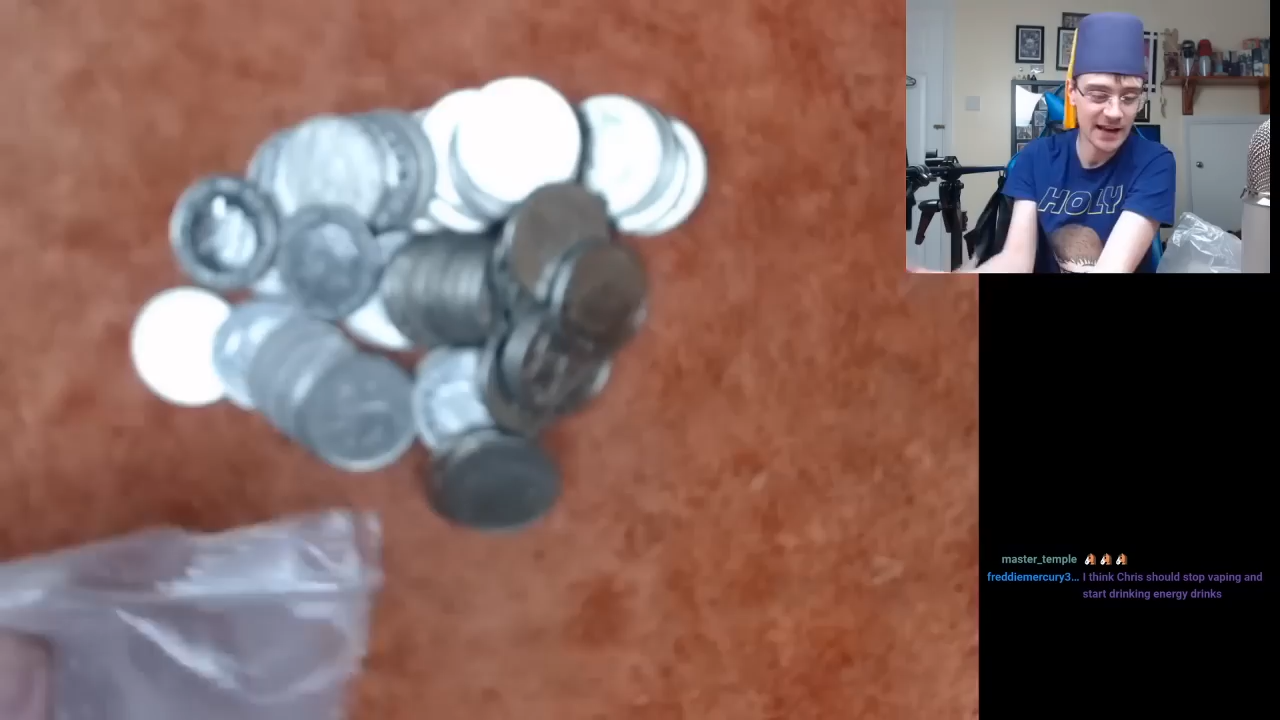 HOLY
master_temple
freddiemercury3... I think Chris should stop vaping and
start drinking energy drinks